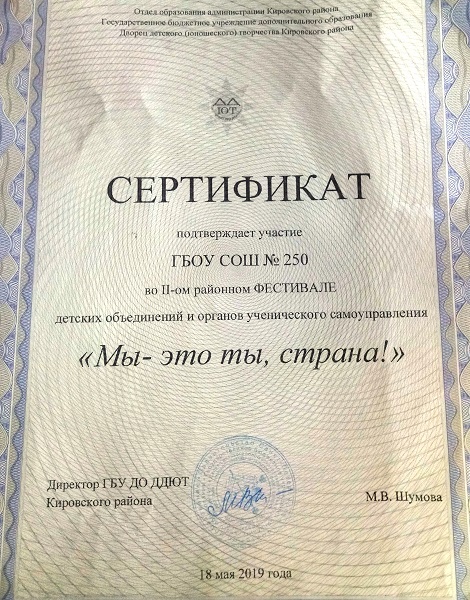 Отдел образования администрации Кировского района
Государственное бюджетное учреждение дополнительного образования
Дворец детского (юношеского) творчества Кировского района
ДД
ЮТ
СЕРТИФИКАТ
подтверждает участие
ГБОУ СОШ № 250
во II-ом районном ФЕСТИВАЛЕ
детских объединений и органов ученического самоуправления
«Мы- это ты, страна!»
Директор ГБУ ДО ДДЮТ
Кировского района
М.В. Шумова
18 мая 2019 года